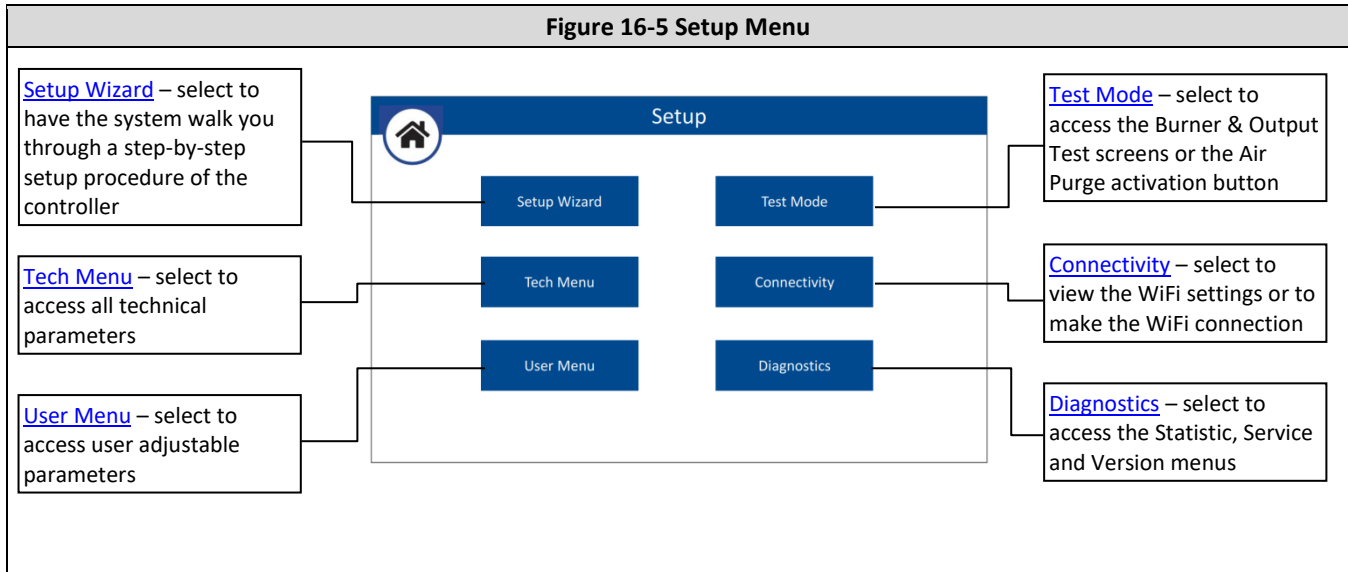 Figure 16-5 Setup Menu
Setup Wizard – select to
have the system walk you
through a step-by-step
setup procedure of the
controller
Tech Menu – select to
access all technical
parameters
User Menu – select to
access user adjustable
parameters
Setup
Setup Wizard
Test Mode
Tech Menu
Connectivity
User Menu
Diagnostics
Test Mode – select to
access the Burner & Output
Test screens or the Air
Purge activation button
Connectivity – select to
view the WiFi settings or to
make the WiFi connection
Diagnostics – select to
access the Statistic, Service
and Version menus